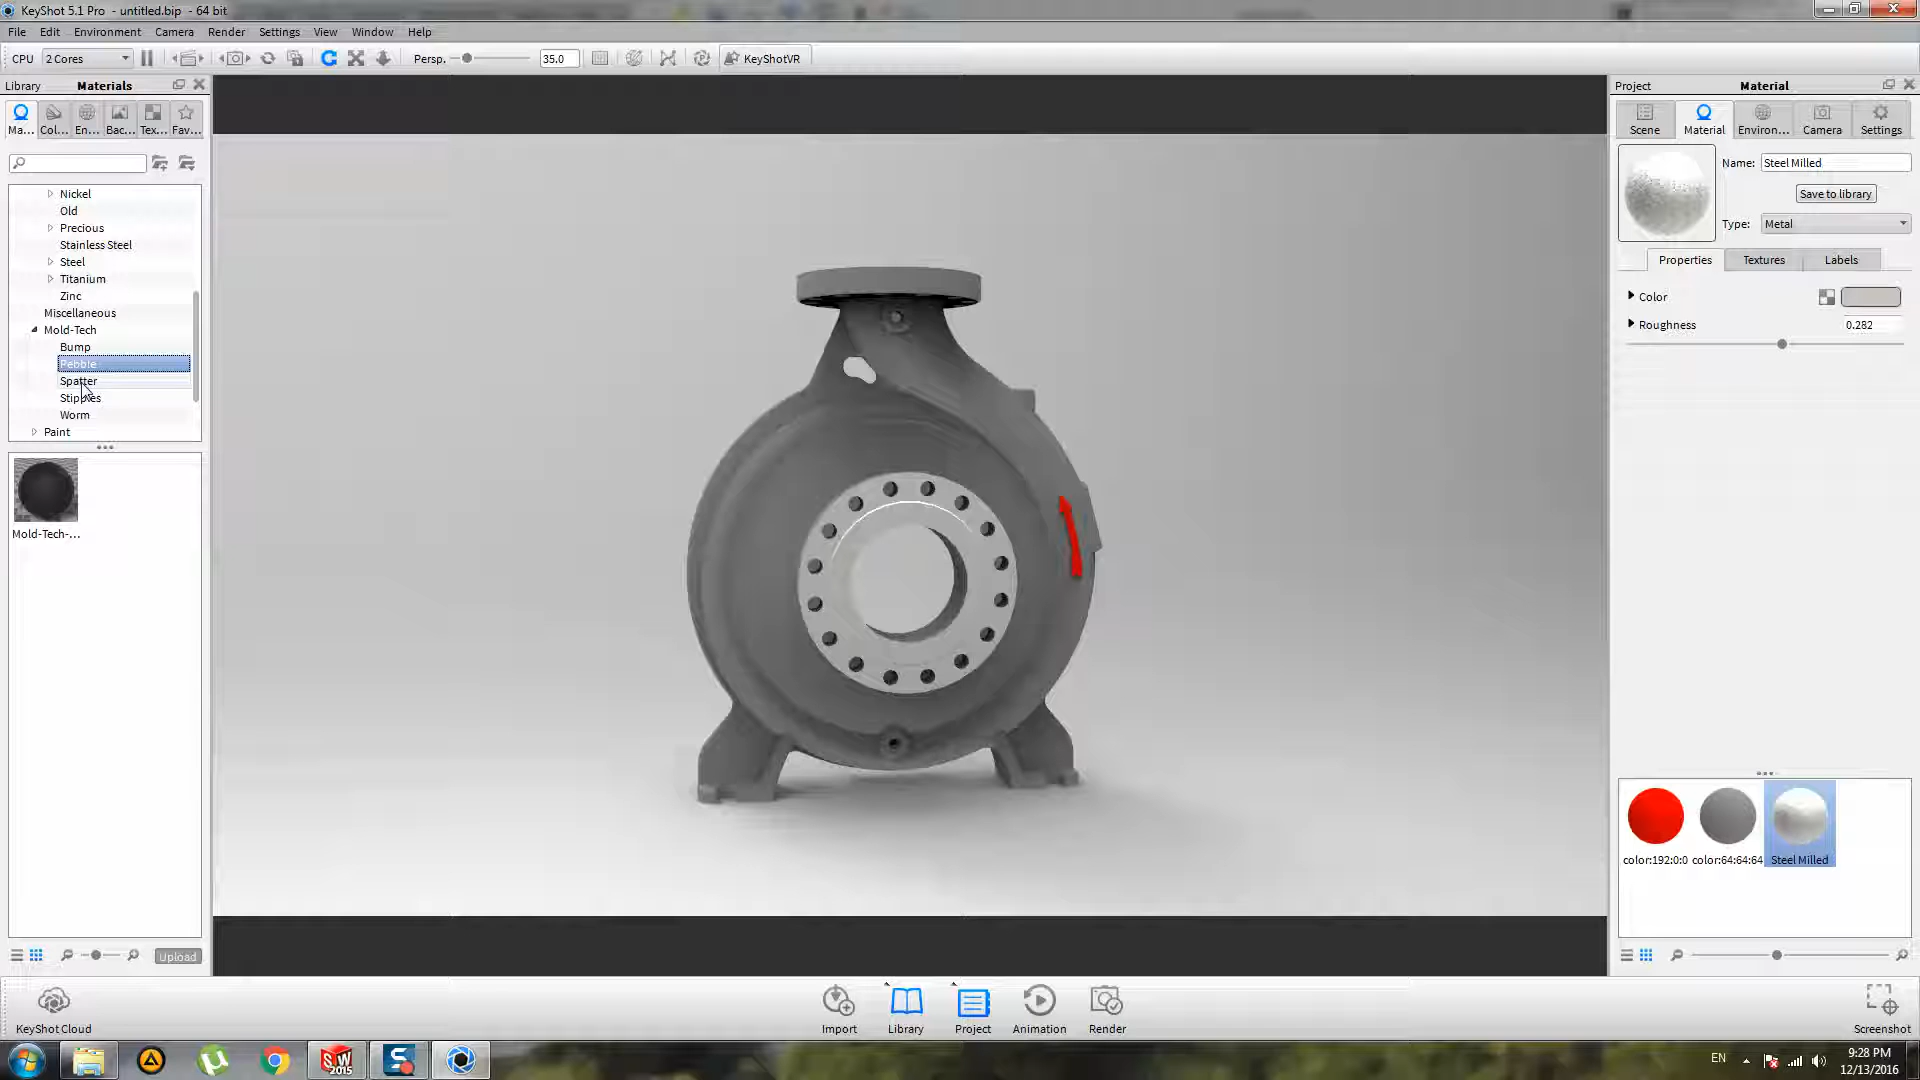 KeyShot 5.1 Pro - untitled.bip - 64 bit
File Edit Environment Camera Render Settings View Window Help
CPU 2 Cores Persp. 35.0 KeyShotVR
Library Materials
Ma... Col... En... Bac... Tex... Fav...
Nickel
Old
Precious
Stainless Steel
Steel
Titanium
Zinc
Miscellaneous
Mold-Tech
Bump
Pebble
Spatter
Stipples
Worm
Paint
Mold-Tech-...
Upload
Project Material
Scene Material Environ... Camera Settings
Name: Steel Milled
Save to library
Type: Metal
Properties Textures Labels
Color
Roughness 0.282
color:192:0:0 color:64:64:64 Steel Milled
KeyShot Cloud
Import Library Project Animation Render
Screenshot
SW 2015
S
EN
9:28 PM
12/13/2016